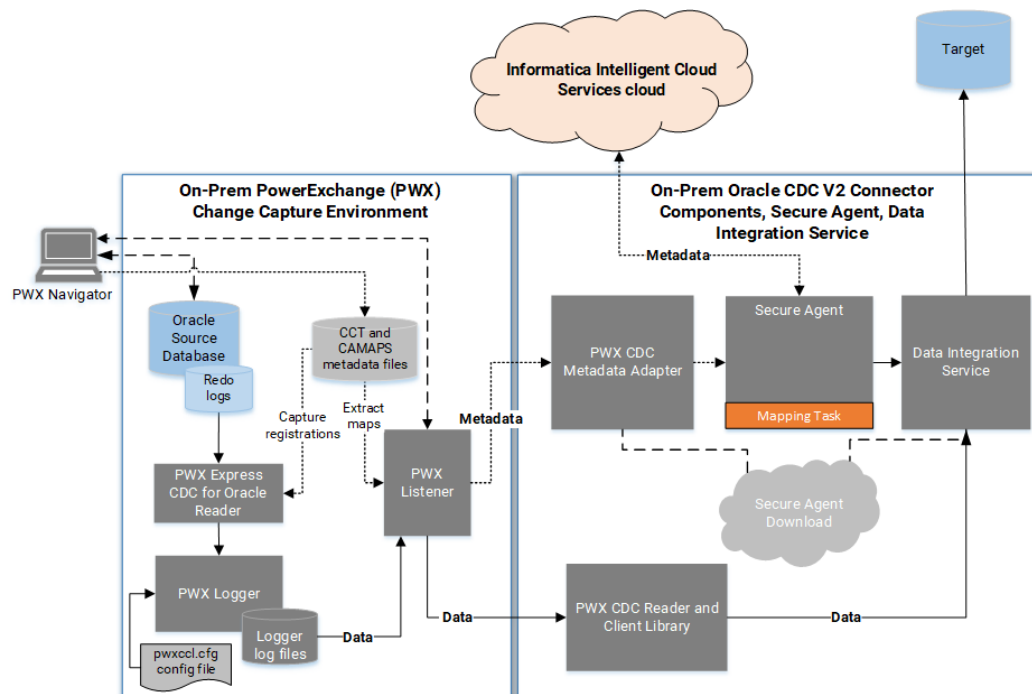 Target
Informatica Intelligent Cloud
Services cloud
On-Prem PowerExchange (PWX)
Change Capture Environment
On-Prem Oracle CDC V2 Connector
Components, Secure Agent, Data
Integration Service
PWX Navigator
Metadata
Oracle
Source
Database
Redo
logs
CCT and
CAMAPS
metadata files
Capture
registrations
Extract
maps
Metadata
PWX CDC
Metadata Adapter
Secure Agent
Mapping Task
Data Integration
Service
PWX Express
CDC for Oracle
Reader
PWX
Listener
Secure Agent
Download
PWX Logger
Logger
log files
pwxccl.cfg
config file
Data
Data
PWX CDC Reader and
Client Library
Data